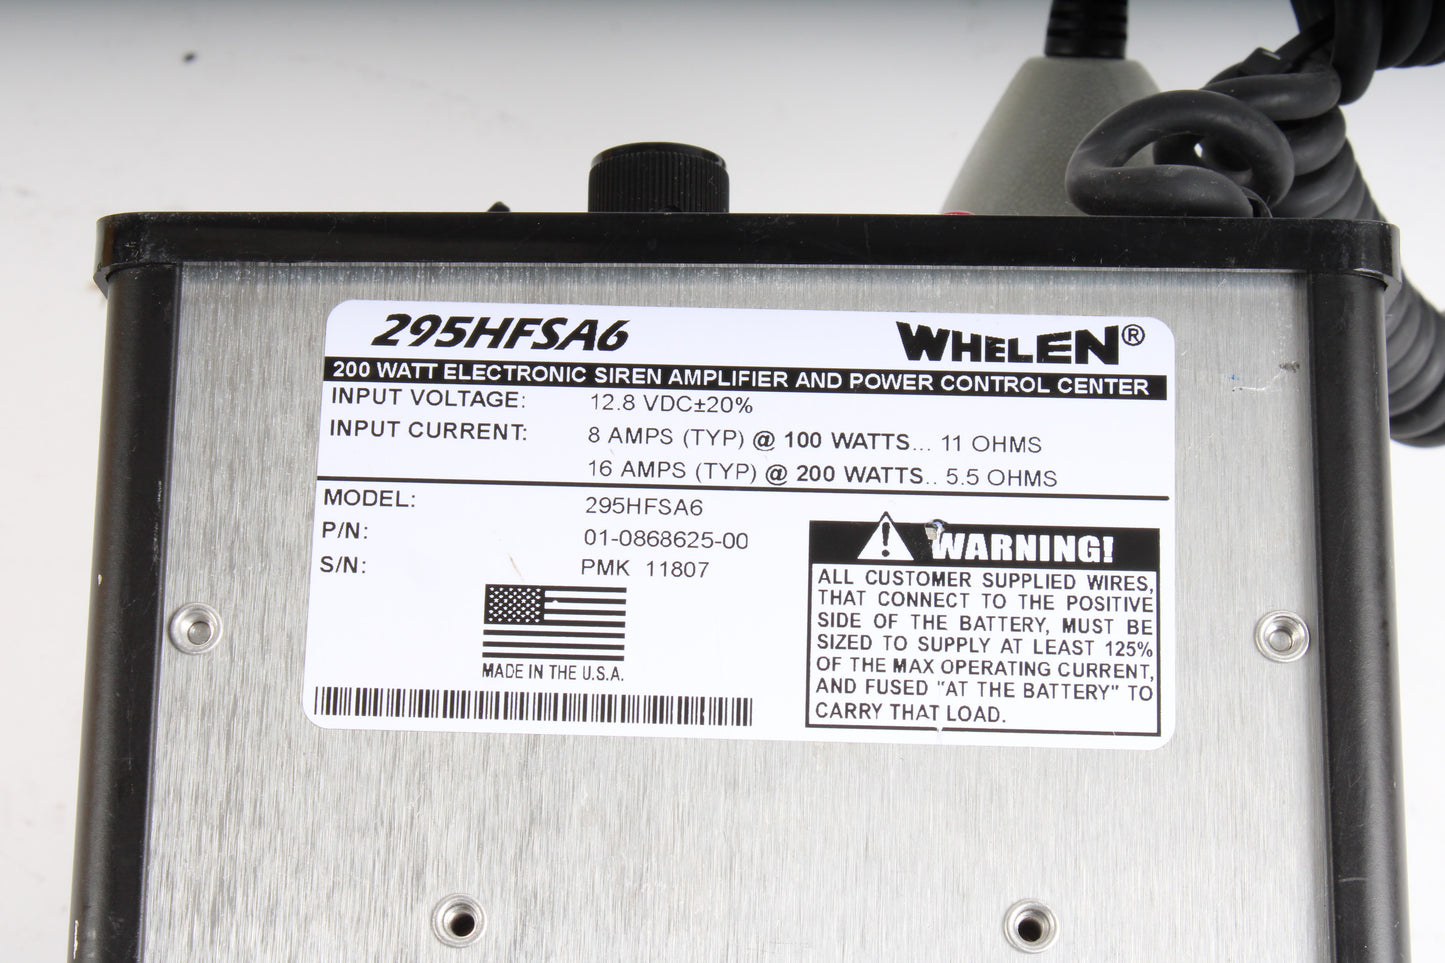 295HFSA6 WHELEN®
200 WATT ELECTRONIC SIREN AMPLIFIER AND POWER CONTROL CENTER
INPUT VOLTAGE: 12.8 VDC±20%
INPUT CURRENT: 8 AMPS (TYP) @ 100 WATTS... 11 OHMS
16 AMPS (TYP) @ 200 WATTS.. 5.5 OHMS
MODEL: 295HFSA6
P/N: 01-0868625-00
S/N: PMK 11807
MADE IN THE U.S.A.
WARNING!
ALL CUSTOMER SUPPLIED WIRES,
THAT CONNECT TO THE POSITIVE
SIDE OF THE BATTERY, MUST BE
SIZED TO SUPPLY AT LEAST 125%
OF THE MAX OPERATING CURRENT,
AND FUSED "AT THE BATTERY" TO
CARRY THAT LOAD.